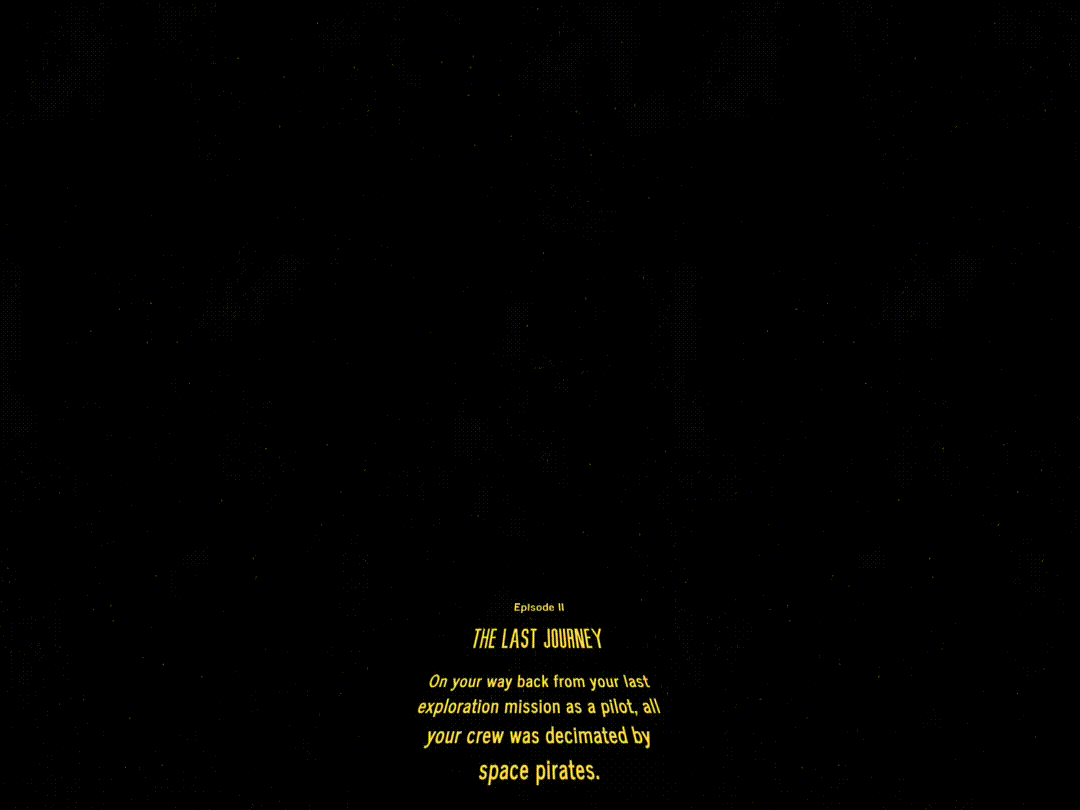 Episode II
THE LAST JOURNEY
On your way back from your last
exploration mission as a pilot, all
your crew was decimated by
space pirates.